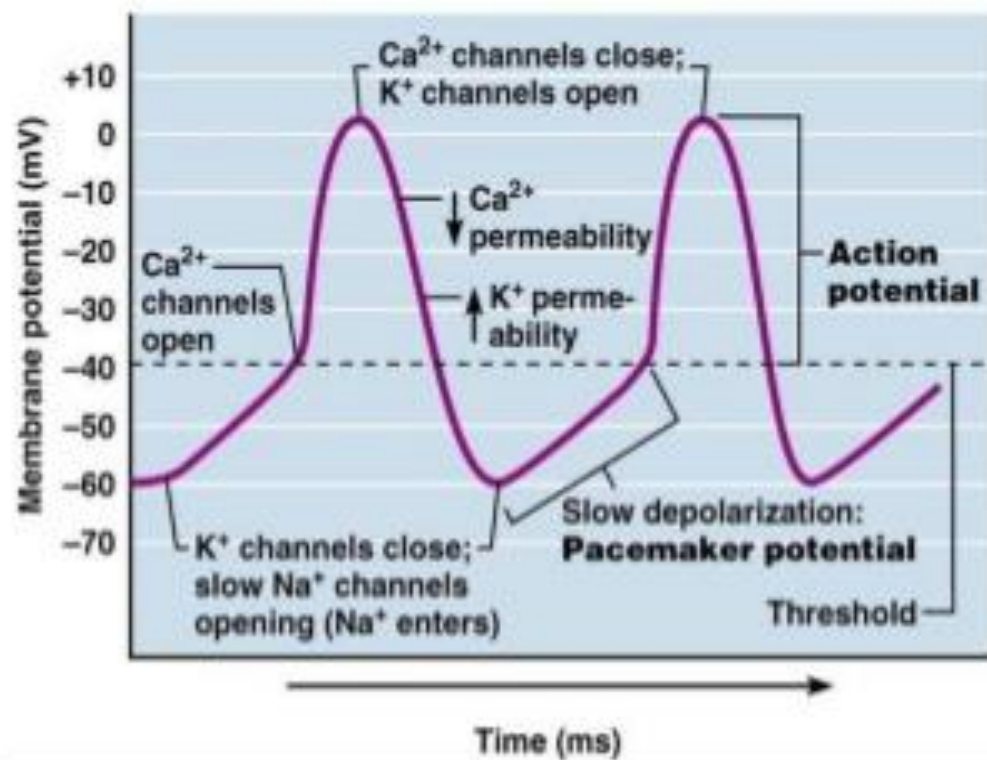 Membrane potential (mV)
+10
0
−10
−20
−30
−40
−50
−60
−70
Ca²⁺ channels close;
K⁺ channels open
Ca²⁺
permeability
K⁺ perme-
ability
Ca²⁺
channels
open
Action
potential
Slow depolarization:
Pacemaker potential
K⁺ channels close;
slow Na⁺ channels
opening (Na⁺ enters)
Threshold
Time (ms)